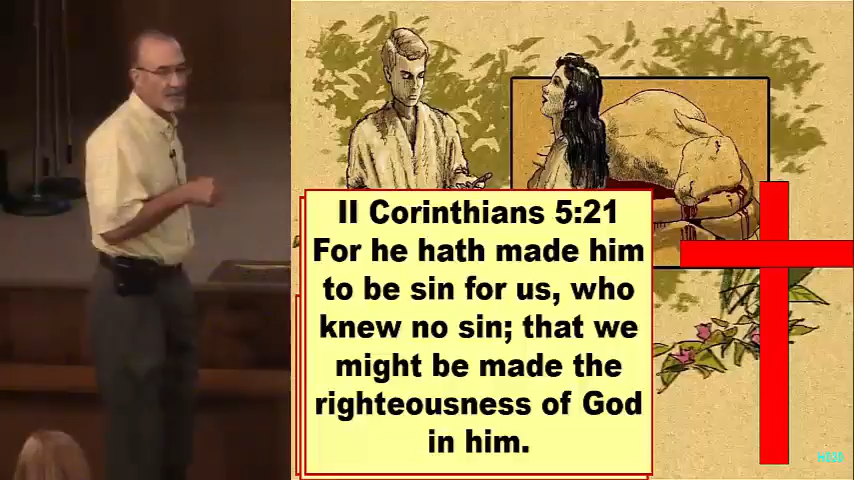 II Corinthians 5:21
For he hath made him
to be sin for us, who
knew no sin; that we
might be made the
righteousness of God
in him.
H020